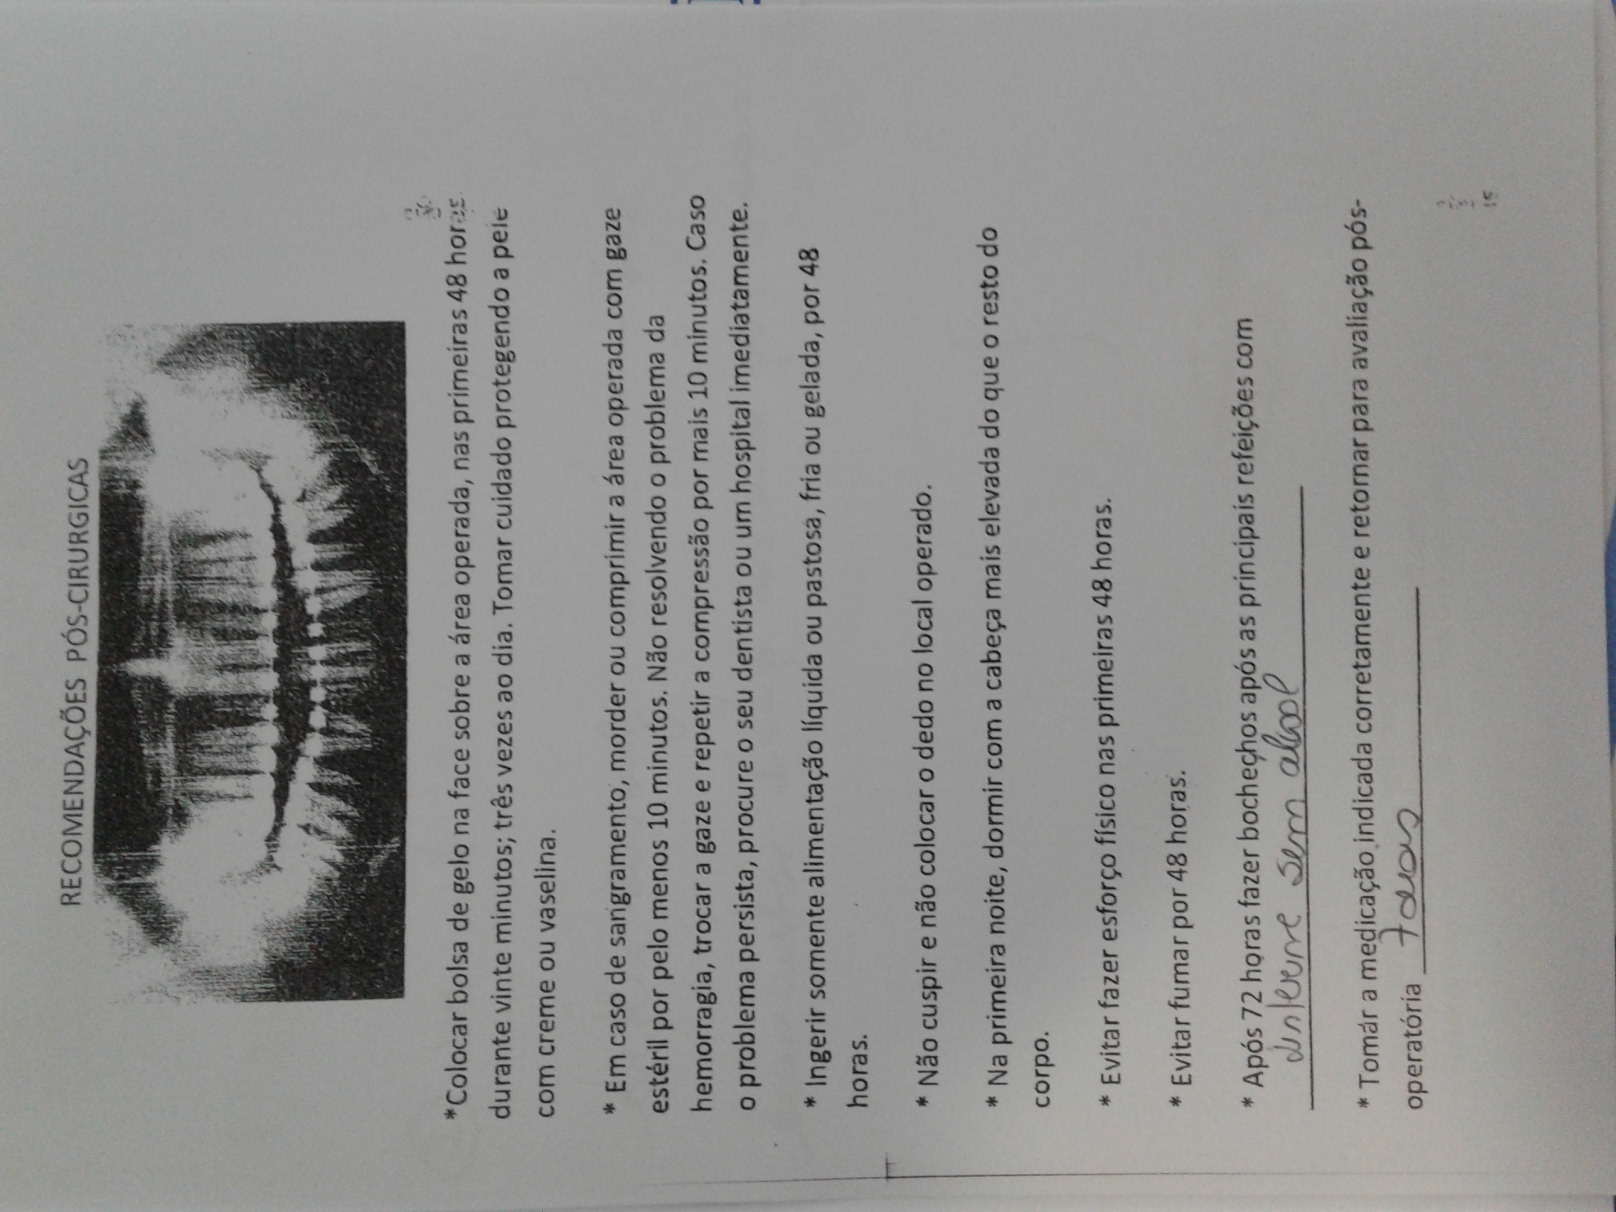 RECOMENDAÇÕES PÓS-CIRURGICAS
*Colocar bolsa de gelo na face sobre a área operada, nas primeiras 48 horas
durante vinte minutos; três vezes ao dia. Tomar cuidado protegendo a pele
com creme ou vaselina.
* Em caso de sangramento, morder ou comprimir a área operada com gaze
estéril por pelo menos 10 minutos. Não resolvendo o problema da
hemorragia, trocar a gaze e repetir a compressão por mais 10 minutos. Caso
o problema persista, procure o seu dentista ou um hospital imediatamente.
* Ingerir somente alimentação líquida ou pastosa, fria ou gelada, por 48
horas.
* Não cuspir e não colocar o dedo no local operado.
* Na primeira noite, dormir com a cabeça mais elevada do que o resto do
corpo.
* Evitar fazer esforço físico nas primeiras 48 horas.
* Evitar fumar por 48 horas.
* Após 72 horas fazer bochechos após as principais refeições com
sem alcool
* Tomar a medicação indicada corretamente e retornar para avaliação pós-
operatória 7 dias